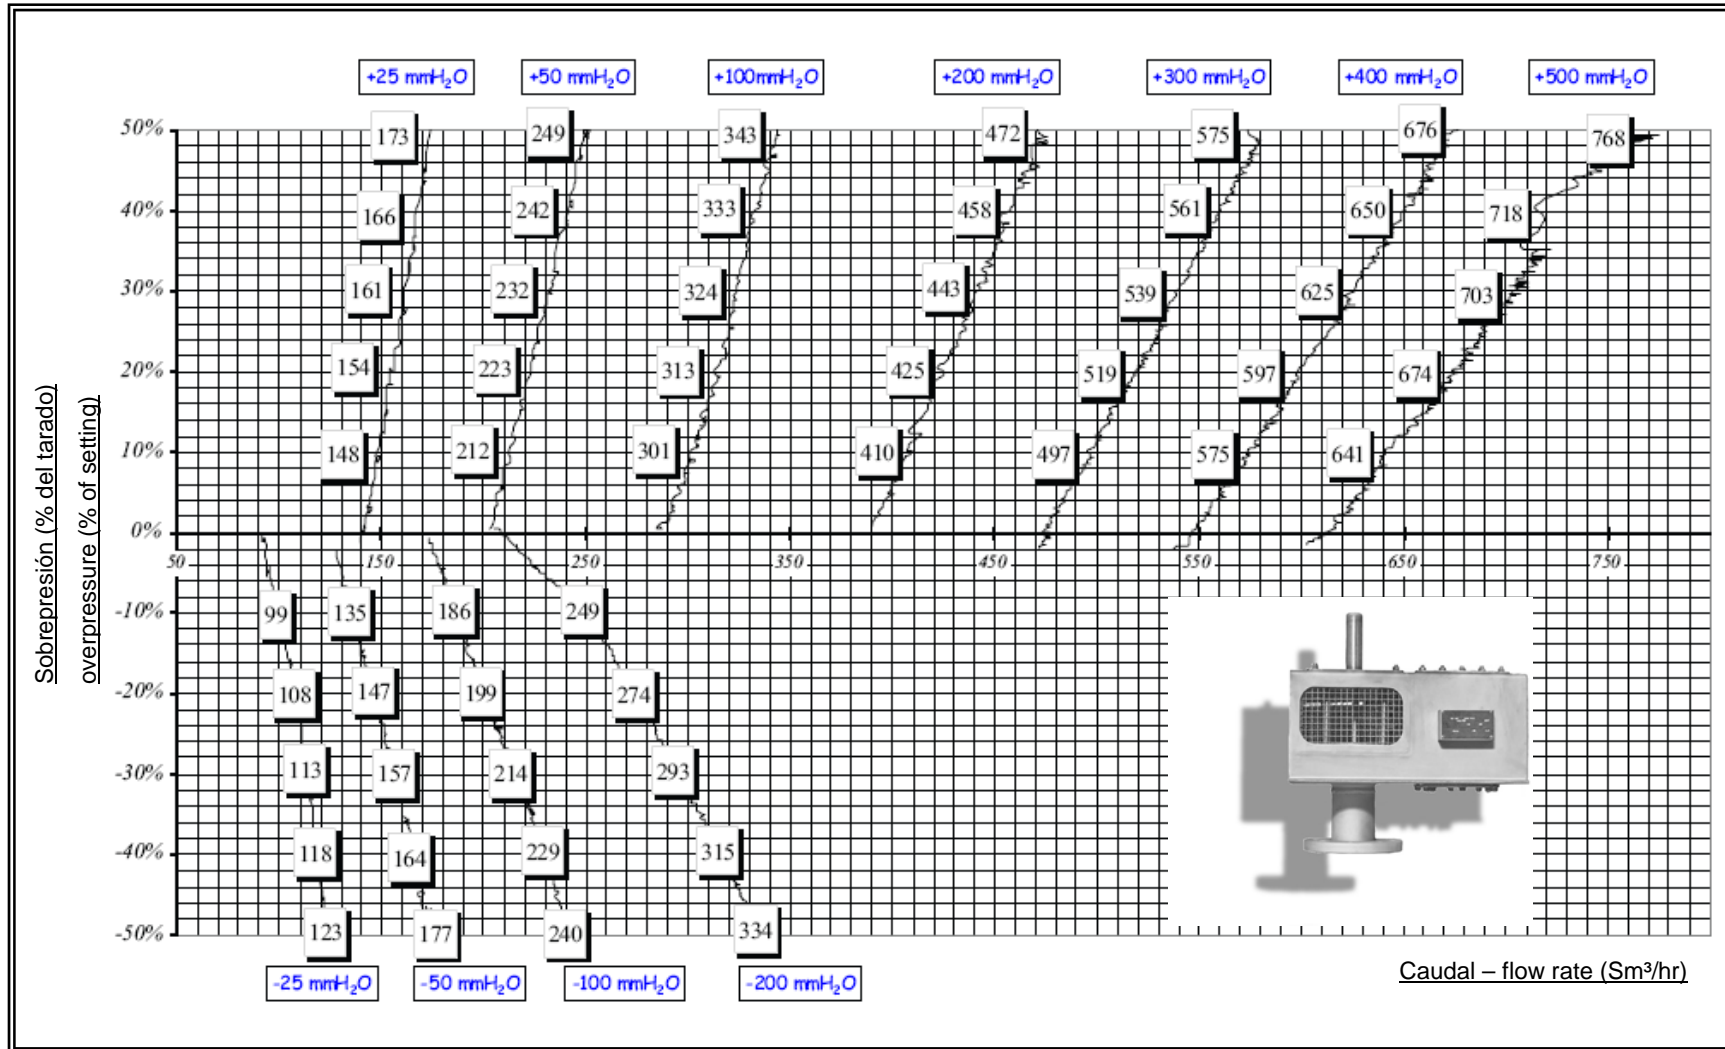 +25 mmH₂O +50 mmH₂O +100mmH₂O +200 mmH₂O +300 mmH₂O +400 mmH₂O +500 mmH₂O
50% 173 249 343 472 575 676 768
40% 166 242 333 458 561 650 718
30% 161 232 324 443 539 625 703
20% 154 223 313 425 519 597 674
10% 148 212 301 410 497 575 641
0%
50 150 250 350 450 550 650 750
-10% 99 135 186 249
-20% 108 147 199 274
-30% 113 157 214 293
-40% 118 164 229 315
-50% 123 177 240 334
-25 mmH₂O -50 mmH₂O -100 mmH₂O -200 mmH₂O
Sobrepresión (% del tarado)
overpressure (% of setting)
Caudal – flow rate (Sm³/hr)